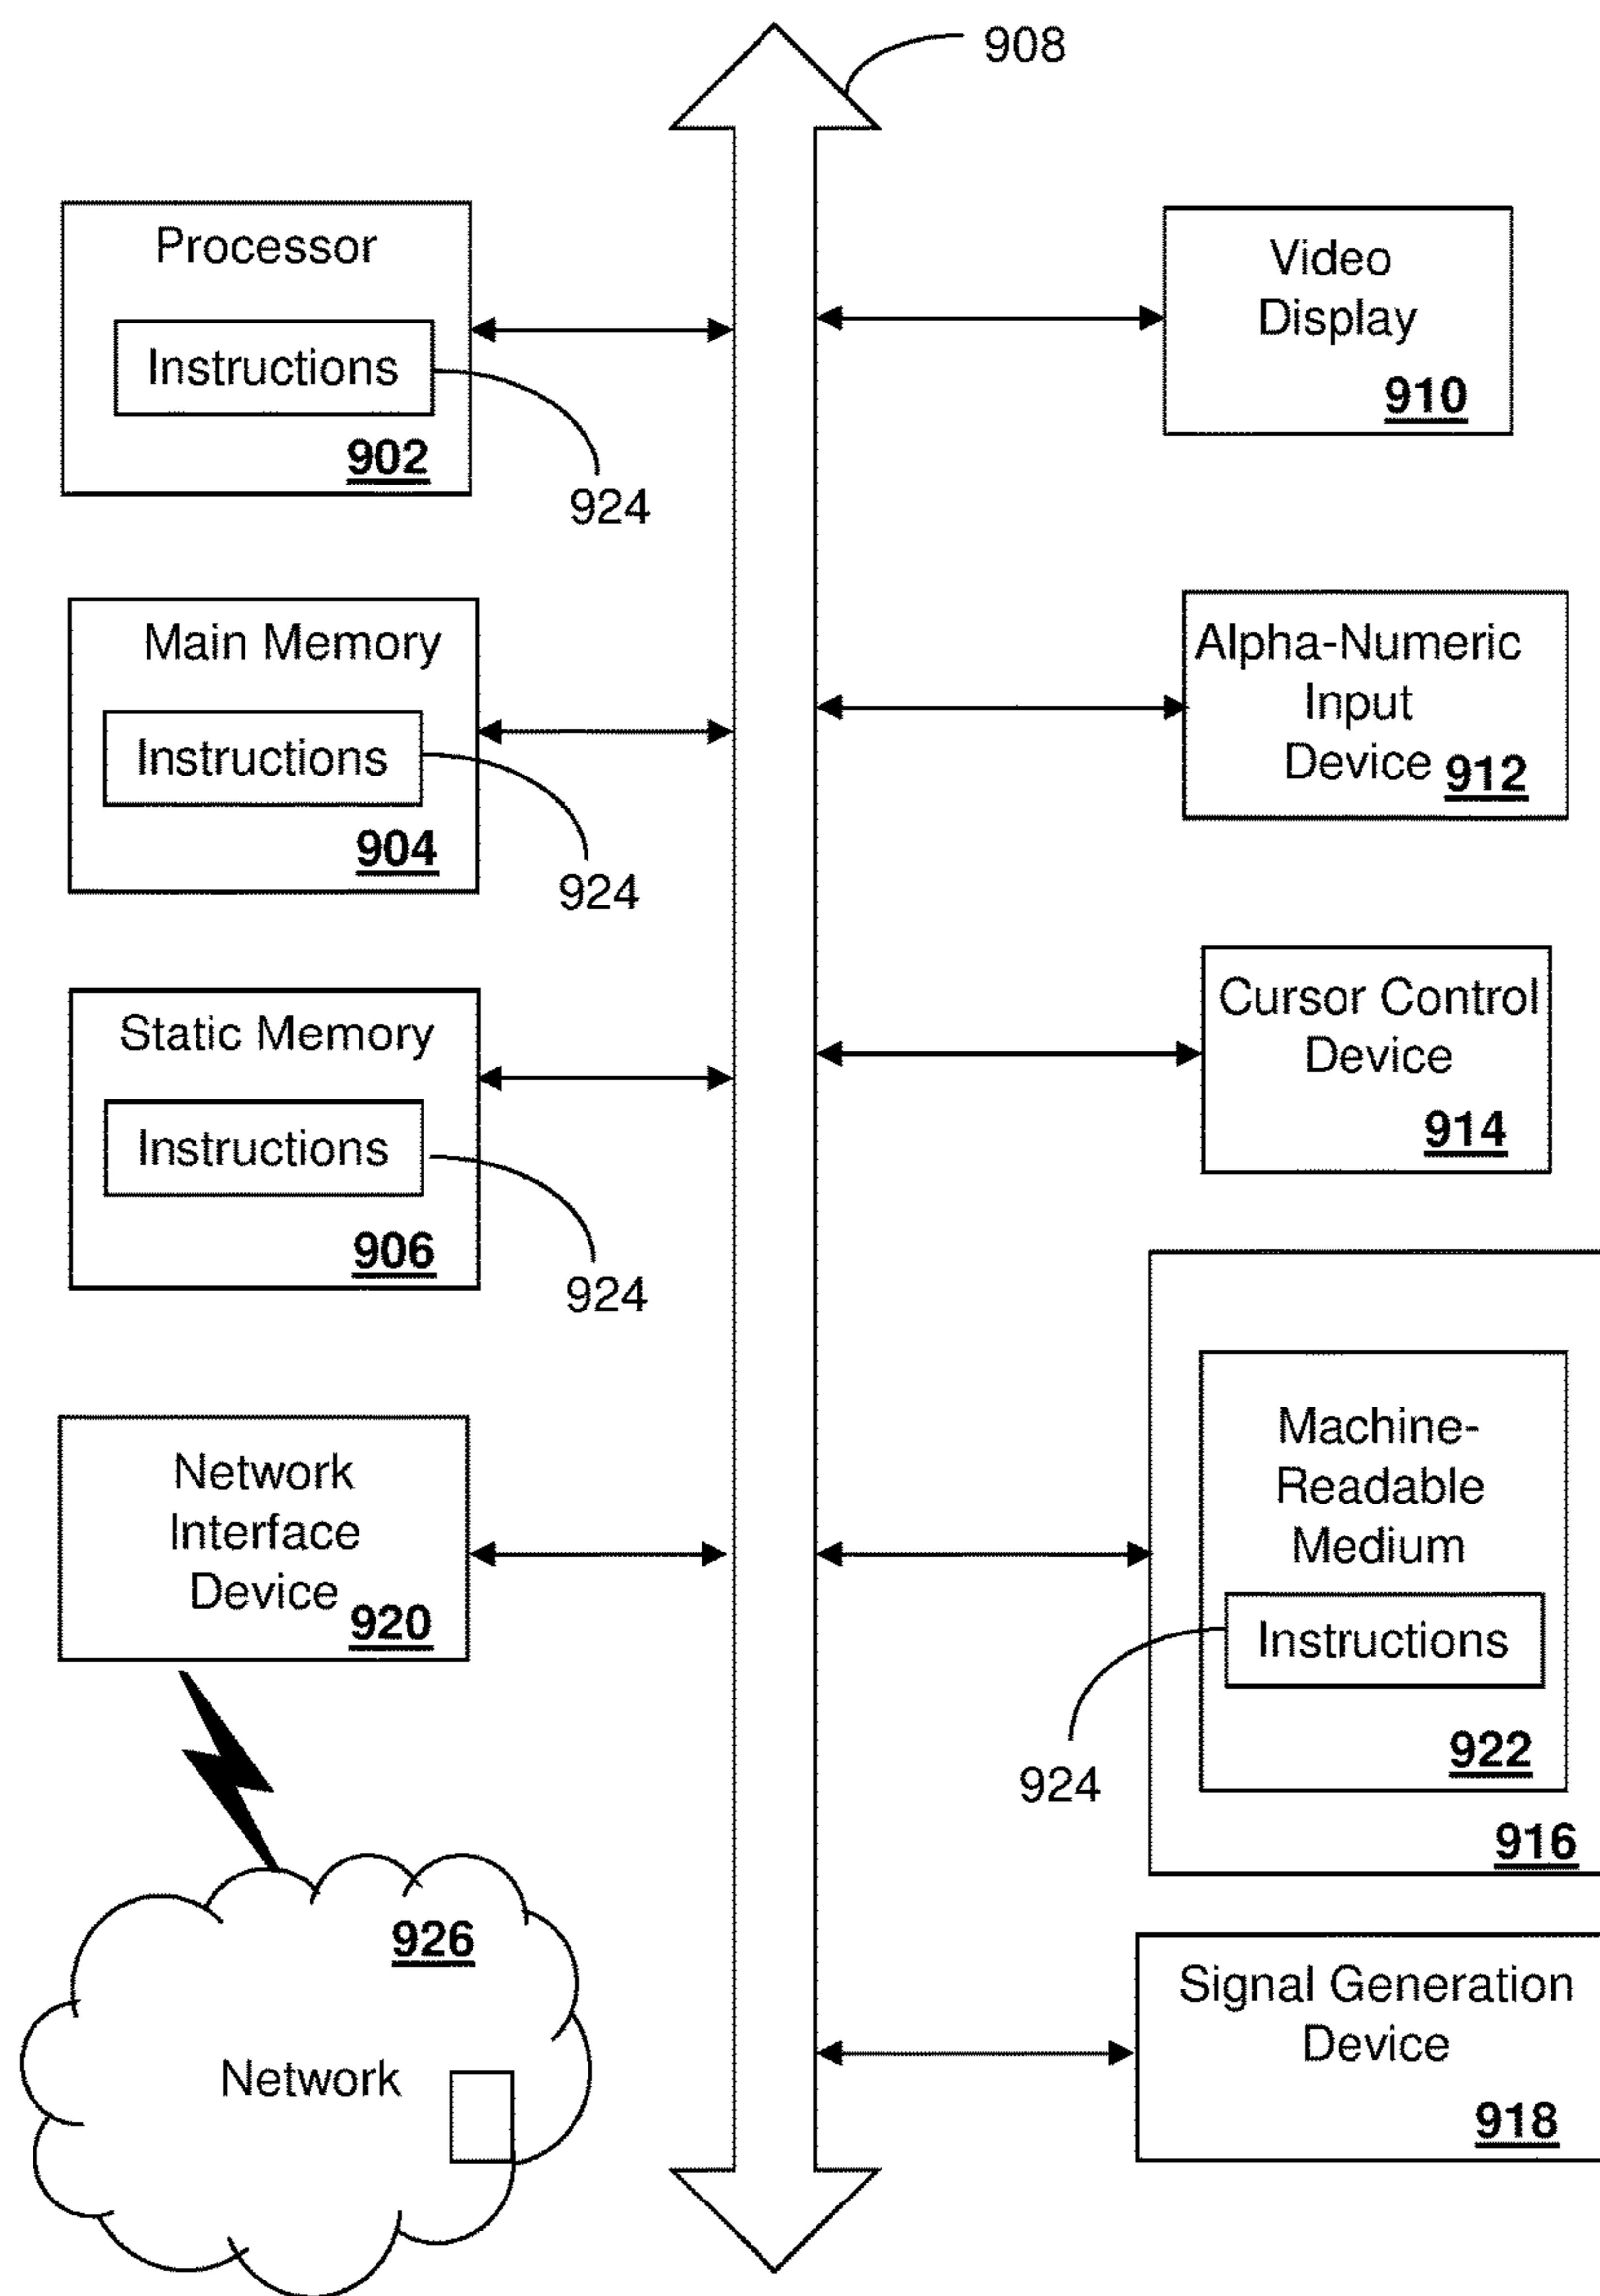 908
Processor
Instructions
902
924
Main Memory
Instructions
904
924
Static Memory
Instructions
906
924
Network
Interface
Device
920
926
Network
Video
Display
910
Alpha-Numeric
Input
Device 912
Cursor Control
Device
914
Machine-
Readable
Medium
Instructions
922
924
916
Signal Generation
Device
918